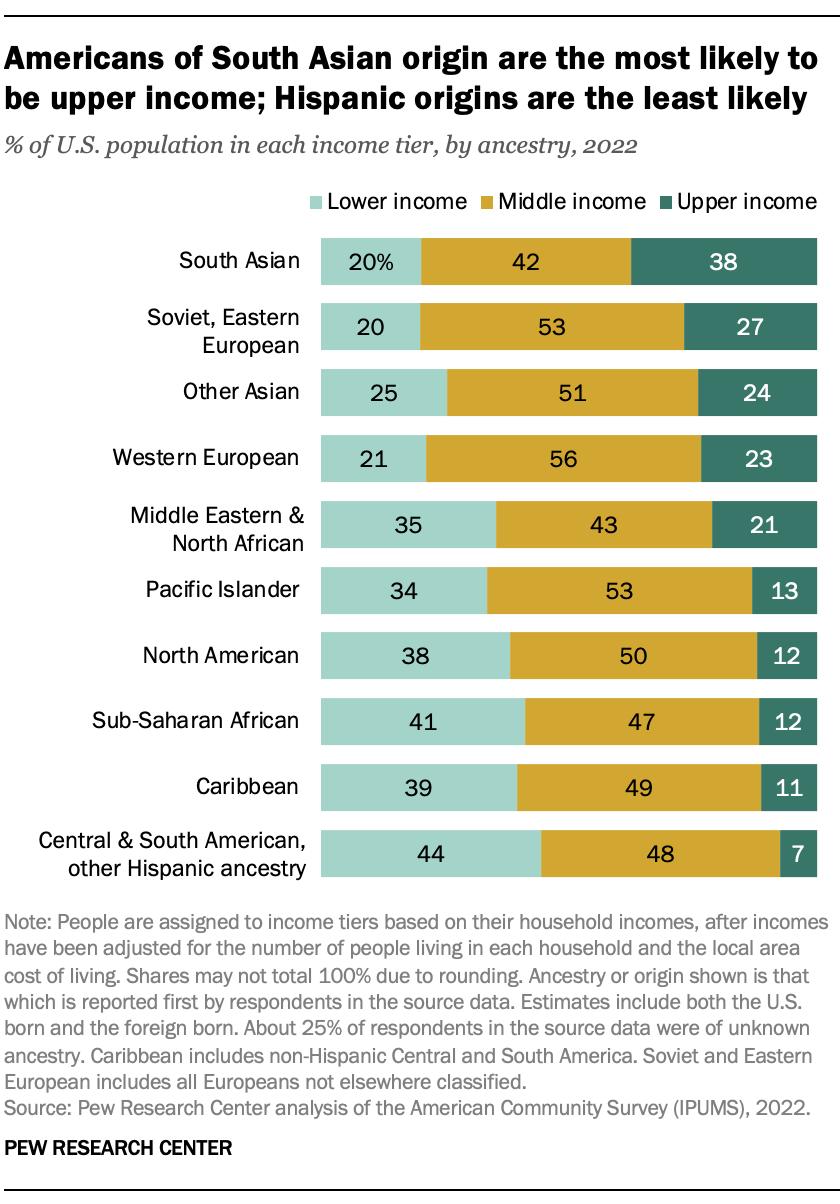 Americans of South Asian origin are the most likely to
be upper income; Hispanic origins are the least likely
% of U.S. population in each income tier, by ancestry, 2022
Lower income Middle income Upper income
South Asian 20% 42 38
Soviet, Eastern
European 20 53 27
Other Asian 25 51 24
Western European 21 56 23
Middle Eastern &
North African 35 43 21
Pacific Islander 34 53 13
North American 38 50 12
Sub-Saharan African 41 47 12
Caribbean 39 49 11
Central & South American,
other Hispanic ancestry 44 48 7
Note: People are assigned to income tiers based on their household incomes, after incomes
have been adjusted for the number of people living in each household and the local area
cost of living. Shares may not total 100% due to rounding. Ancestry or origin shown is that
which is reported first by respondents in the source data. Estimates include both the U.S.
born and the foreign born. About 25% of respondents in the source data were of unknown
ancestry. Caribbean includes non-Hispanic Central and South America. Soviet and Eastern
European includes all Europeans not elsewhere classified.
Source: Pew Research Center analysis of the American Community Survey (IPUMS), 2022.
PEW RESEARCH CENTER